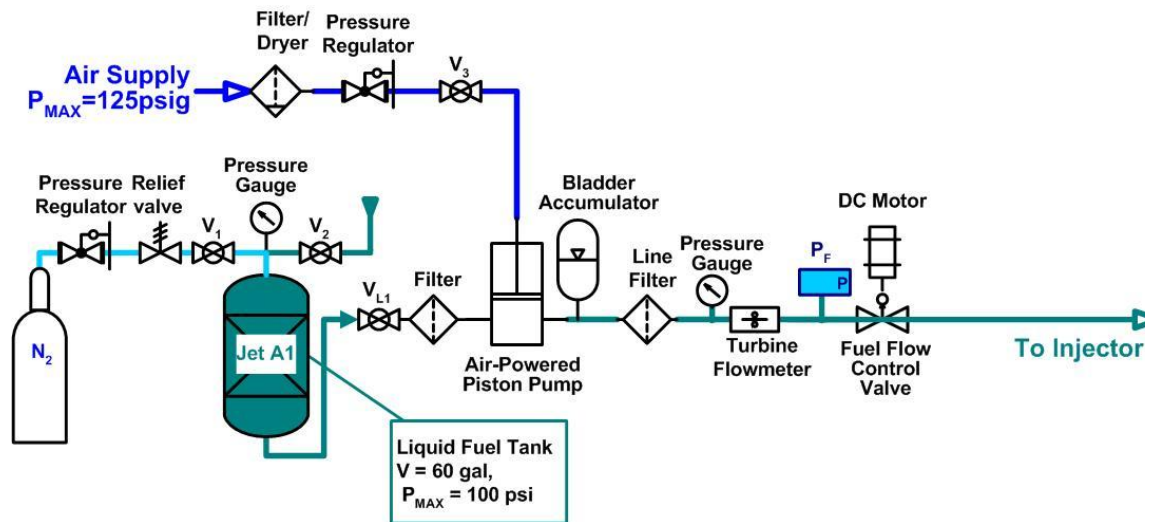 Filter/
Dryer
Pressure
Regulator
V3
Air Supply
PMAX=125psig
Pressure
Regulator
Relief
valve
V1
Pressure
Gauge
V2
Bladder
Accumulator
DC Motor
PF
P
Line
Filter
Pressure
Gauge
VL1
Filter
N2
Jet A1
Air-Powered
Piston Pump
Turbine
Flowmeter
Fuel Flow
Control
Valve
To Injector
Liquid Fuel Tank
V = 60 gal,
PMAX = 100 psi